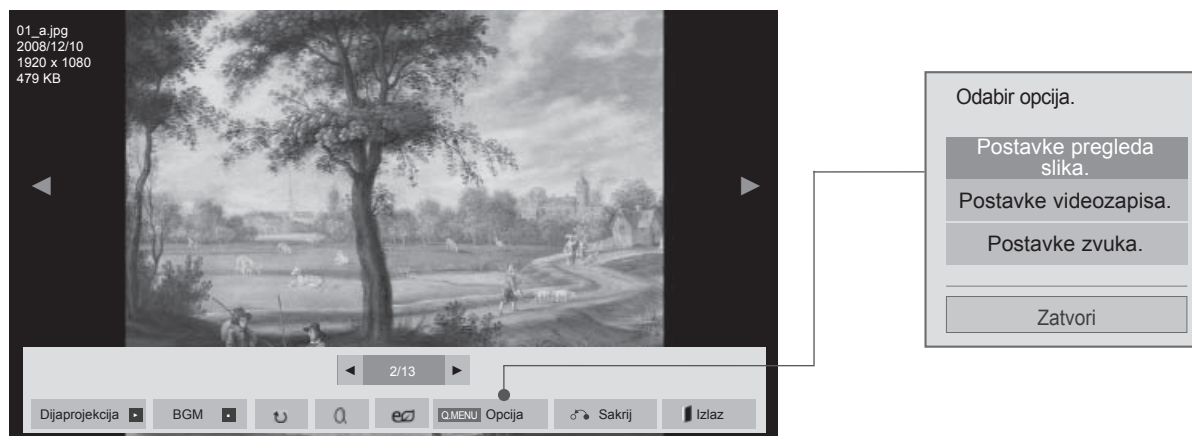 01_a.jpg
2008/12/10
1920 x 1080
479 KB
Odabir opcija.
Postavke pregleda
slika.
Postavke videozapisa.
Postavke zvuka.
Zatvori
◄ 2/13 ►
Dijaprojekcija BGM Q.MENU Opcija Sakrij Izlaz